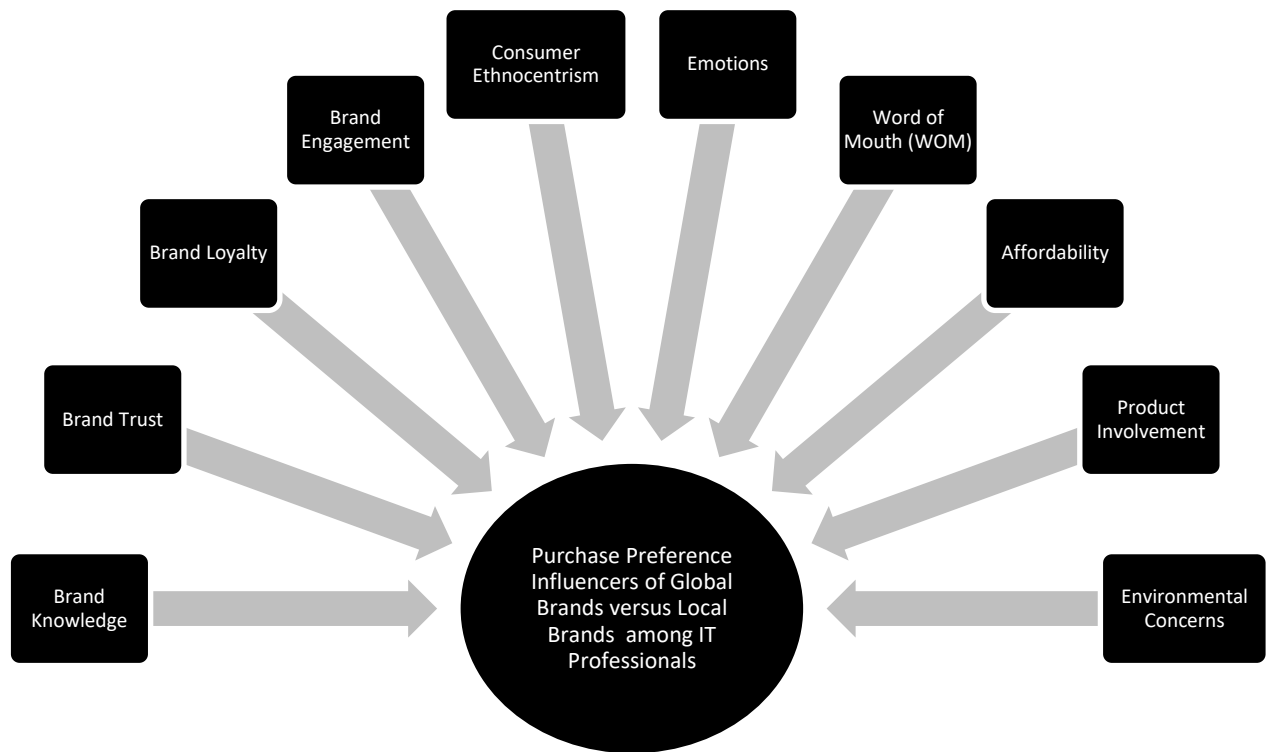 Consumer
Ethnocentrism
Emotions
Brand
Engagement
Word of
Mouth (WOM)
Brand Loyalty
Affordability
Brand Trust
Product
Involvement
Brand
Knowledge
Purchase Preference
Influencers of Global
Brands versus Local
Brands among IT
Professionals
Environmental
Concerns